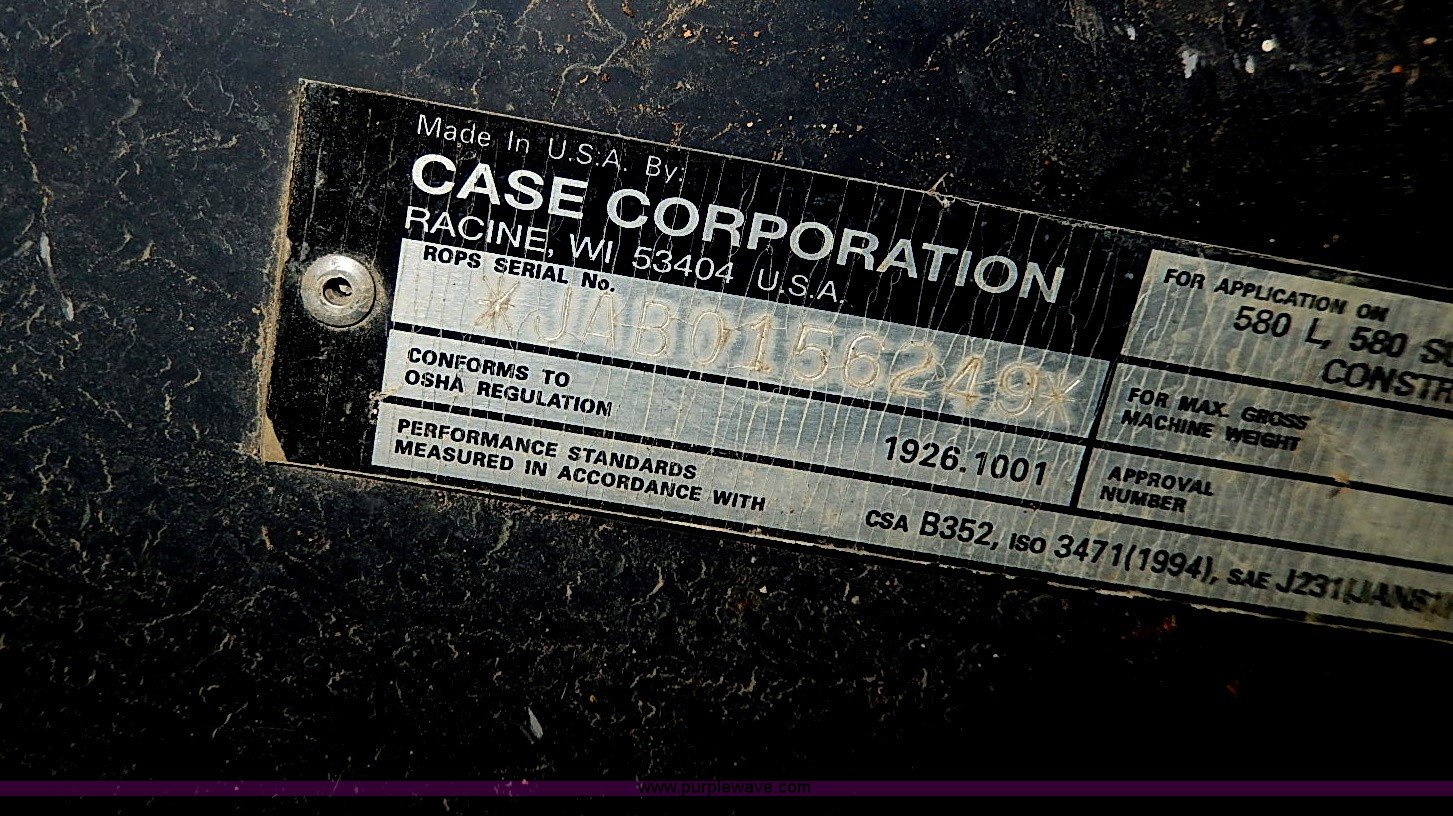 Made In U.S.A. By:
CASE CORPORATION
RACINE, WI 53404 U.S.A.
ROPS SERIAL No.
*JAB0156249*
CONFORMS TO
OSHA REGULATION
1926.1001
PERFORMANCE STANDARDS
MEASURED IN ACCORDANCE WITH
CSA B352, ISO 3471(1994), SAE J231
FOR APPLICATION ON
580 L, 580
CONSTR
FOR MAX. GROSS
MACHINE WEIGHT
APPROVAL
NUMBER
www.purplewave.com